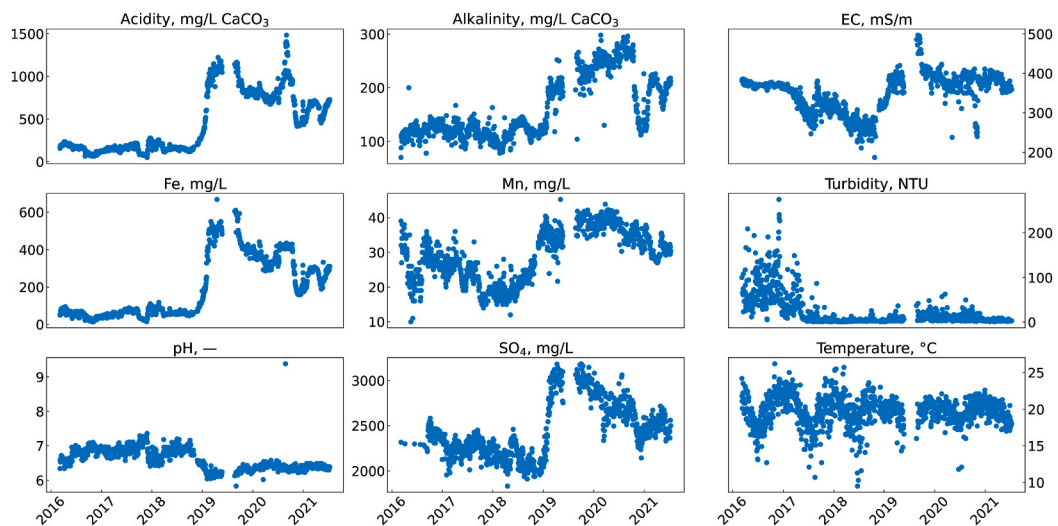 Acidity, mg/L CaCO₃ Alkalinity, mg/L CaCO₃ EC, mS/m
1500 300 500
1000 200 400
500 100 300
0 200
Fe, mg/L Mn, mg/L Turbidity, NTU
600 40 200
400 30 100
200 20 0
0 10
pH, — SO₄, mg/L Temperature, °C
9 3000 25
8 2500 20
7 2000 15
6 10
2016 2017 2018 2019 2020 2021 2016 2017 2018 2019 2020 2021 2016 2017 2018 2019 2020 2021